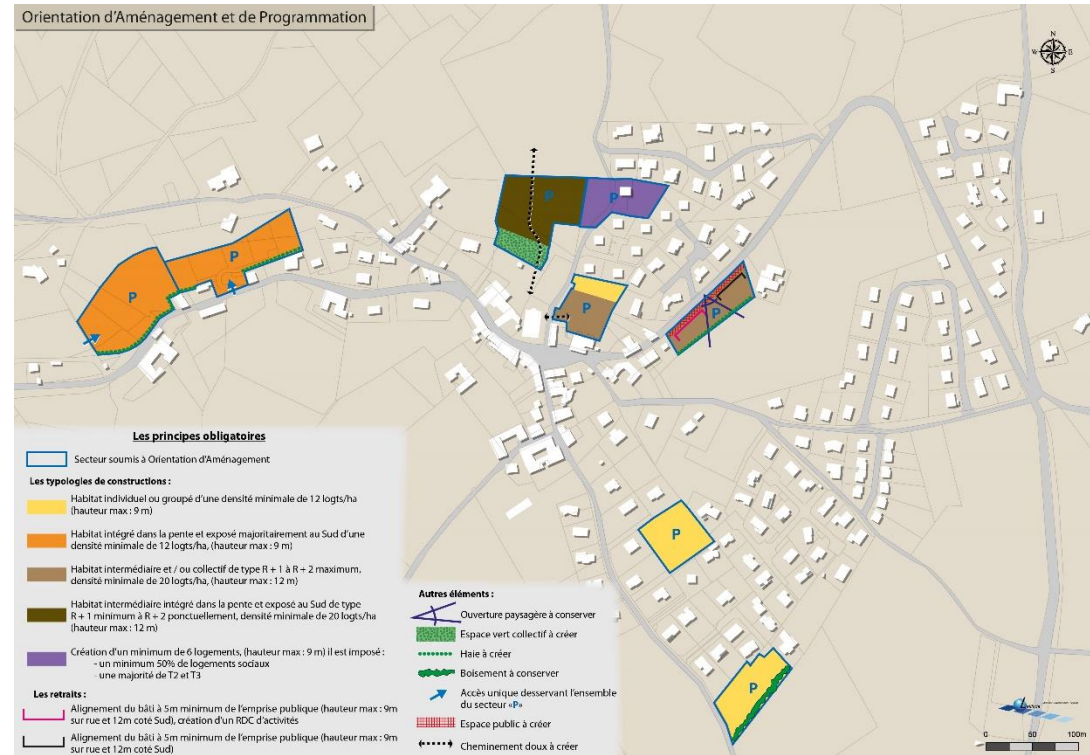 Orientation d'Aménagement et de Programmation
N
W E
S
P
P
P
P
P
P
P
P
Les principes obligatoires
Secteur soumis à Orientation d'Aménagement
Les typologies de constructions :
Habitat individuel ou groupé d'une densité minimale de 12 logts/ha
(hauteur max : 9 m)
Habitat intégré dans la pente et exposé majoritairement au Sud d'une
densité minimale de 12 logts/ha, (hauteur max : 9 m)
Habitat intermédiaire et / ou collectif de type R + 1 à R + 2 maximum,
densité minimale de 20 logts/ha, (hauteur max : 12 m)
Habitat intermédiaire intégré dans la pente et exposé au Sud de type
R + 1 minimum à R + 2 ponctuellement, densité minimale de 20 logts/ha
(hauteur max : 12 m)
Création d'un minimum de 6 logements, (hauteur max : 9 m) il est imposé :
- un minimum 50% de logements sociaux
- une majorité de T2 et T3
Les retraits :
Alignement du bâti à 5m minimum de l'emprise publique (hauteur max : 9m
sur rue et 12m coté Sud), création d'un RDC d'activités
Alignement du bâti à 5m minimum de l'emprise publique (hauteur max : 9m
sur rue et 12m coté Sud)
Autres éléments :
Ouverture paysagère à conserver
Espace vert collectif à créer
Haie à créer
Boisement à conserver
Accès unique desservant l'ensemble
du secteur «P»
Espace public à créer
Cheminement doux à créer
0 50 100m